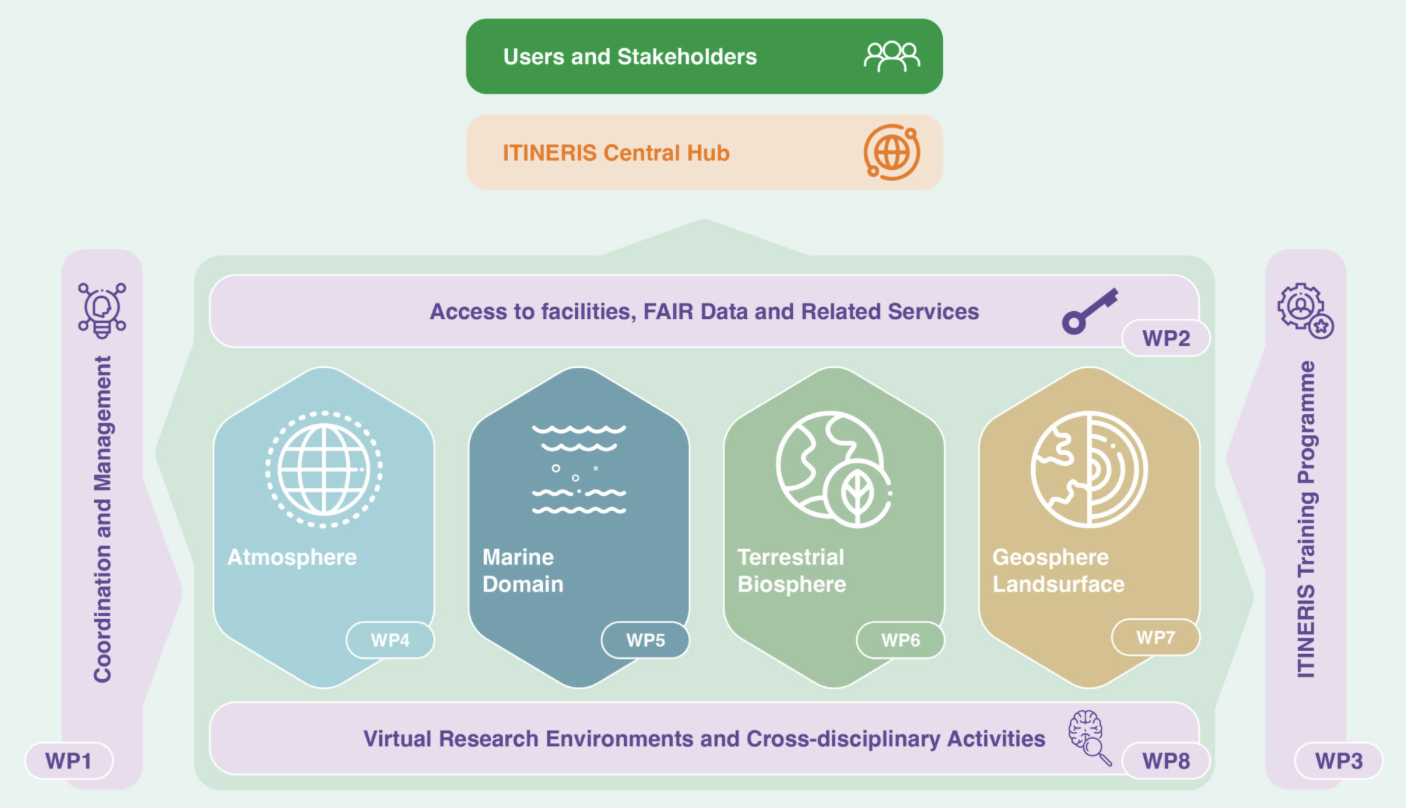 Users and Stakeholders
ITINERIS Central Hub
Coordination and Management
WP1
Access to facilities, FAIR Data and Related Services
WP2
Atmosphere
WP4
Marine
Domain
WP5
Terrestrial
Biosphere
WP6
Geosphere
Landsurface
WP7
Virtual Research Environments and Cross-disciplinary Activities
WP8
ITINERIS Training Programme
WP3